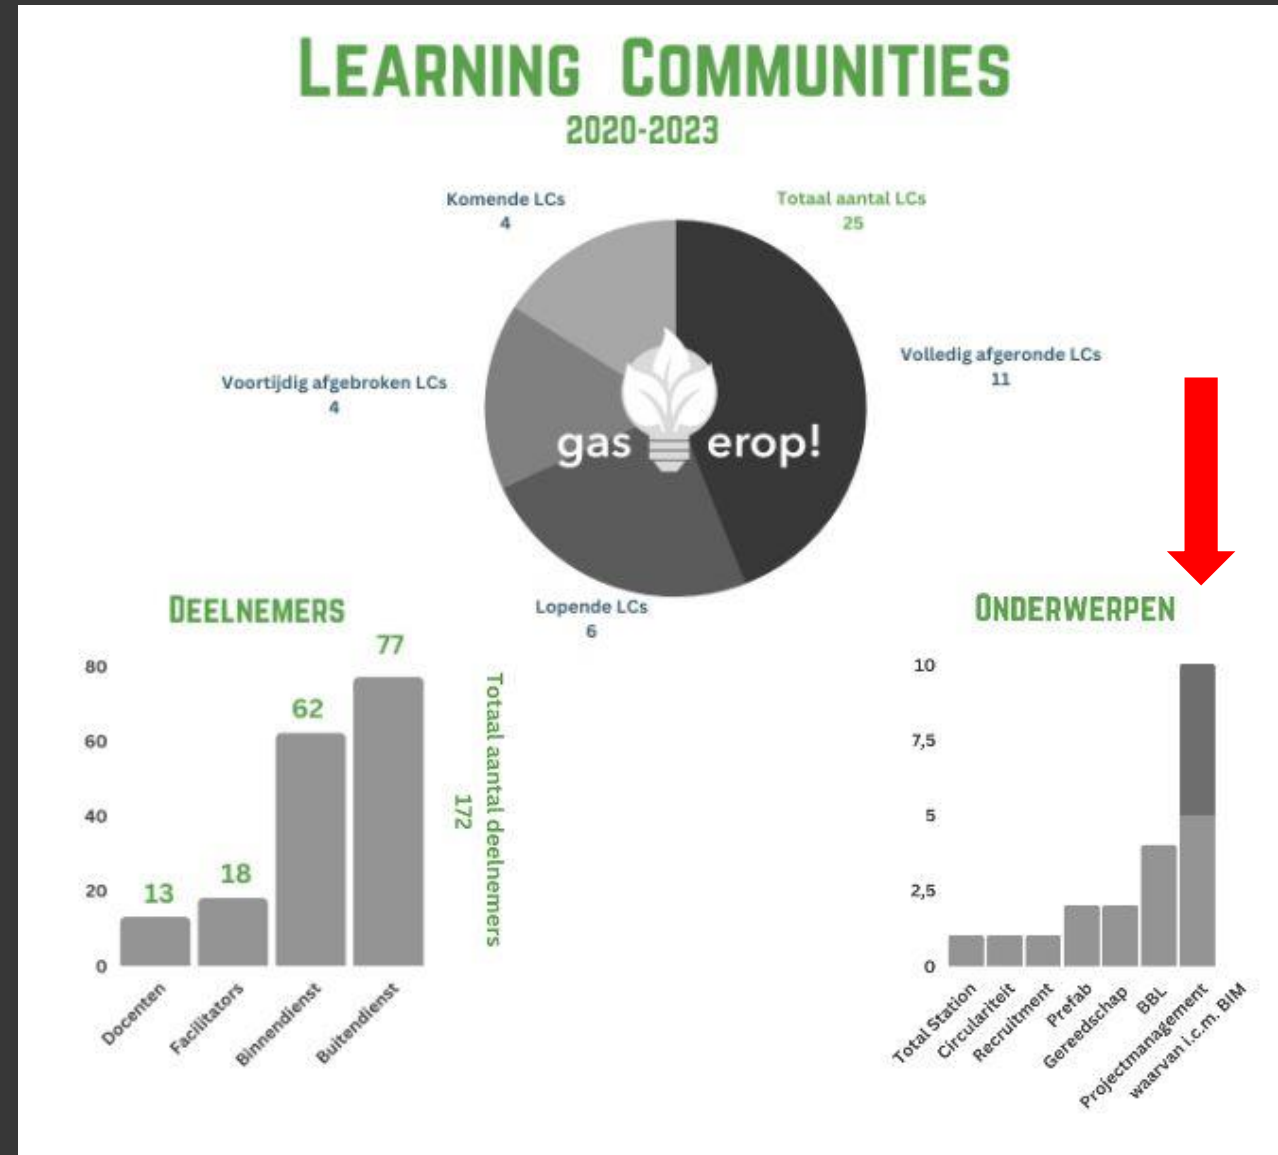 LEARNING COMMUNITIES
2020-2023
Komende LCs
4
Totaal aantal LCs
25
Volledig afgeronde LCs
11
Voortijdig afgebroken LCs
4
gas erop!
Lopende LCs
6
DEELNEMERS
77
62
18
13
80
60
40
20
0
Docenten
Facilitators
Binnendienst
Buitendienst
Totaal aantal deelnemers
172
ONDERWERPEN
10
7,5
5
2,5
0
Total Station
Circulariteit
Recruitment
Prefab
Gereedschap
BBL
Projectmanagement
waarvan i.c.m. BIM